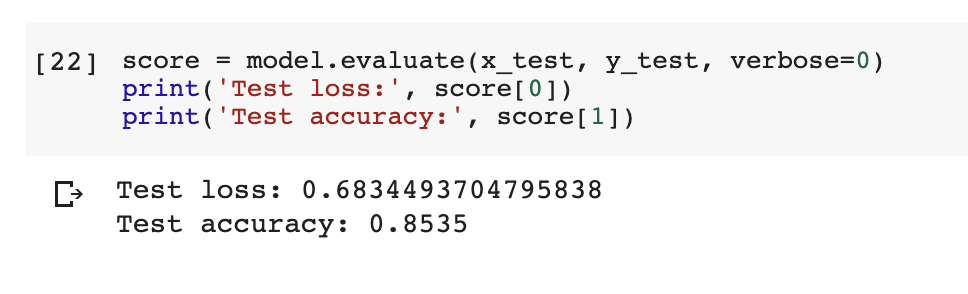 [22] score = model.evaluate(x_test, y_test, verbose=0)
print('Test loss:', score[0])
print('Test accuracy:', score[1])
Test loss: 0.6834493704795838
Test accuracy: 0.8535